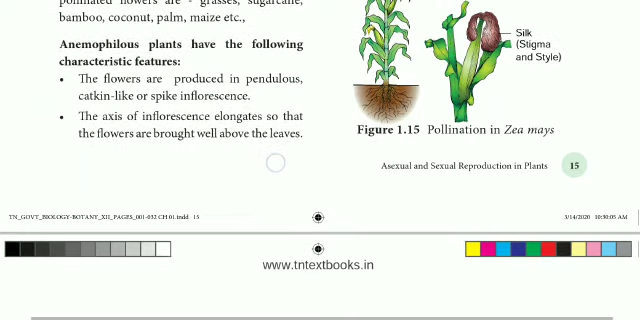 pollinated flowers are - grasses, sugarcane,
bamboo, coconut, palm, maize etc.,
Anemophilous plants have the following
characteristic features:
• The flowers are produced in pendulous,
catkin-like or spike inflorescence.
• The axis of inflorescence elongates so that
the flowers are brought well above the leaves.
Silk
(Stigma
and Style)
Figure 1.15 Pollination in Zea mays
Asexual and Sexual Reproduction in Plants 15
TN_GOVT_BIOLOGY-BOTANY_XII_PAGES_001-032 CH 01.indd 15
3/14/2020 10:30:05 AM
www.tntextbooks.in